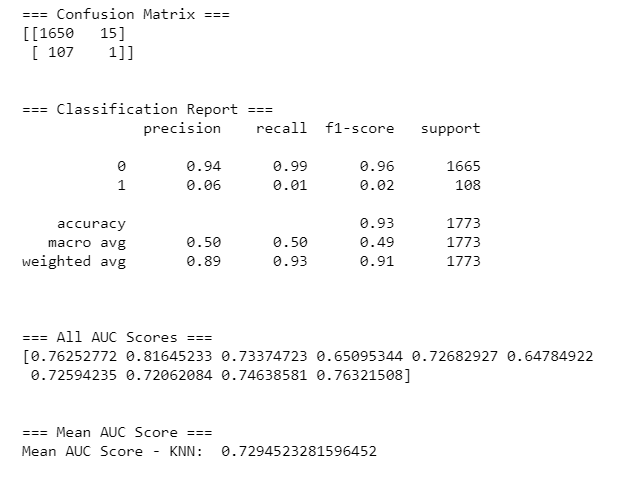 === Confusion Matrix ===
[[1650   15]
 [ 107    1]]
=== Classification Report ===
              precision    recall  f1-score   support
           0       0.94      0.99      0.96      1665
           1       0.06      0.01      0.02       108
    accuracy                           0.93      1773
   macro avg       0.50      0.50      0.49      1773
weighted avg       0.89      0.93      0.91      1773
=== All AUC Scores ===
[0.76252772 0.81645233 0.73374723 0.65095344 0.72682927 0.64784922
 0.72594235 0.72062084 0.74638581 0.76321508]
=== Mean AUC Score ===
Mean AUC Score - KNN:  0.7294523281596452